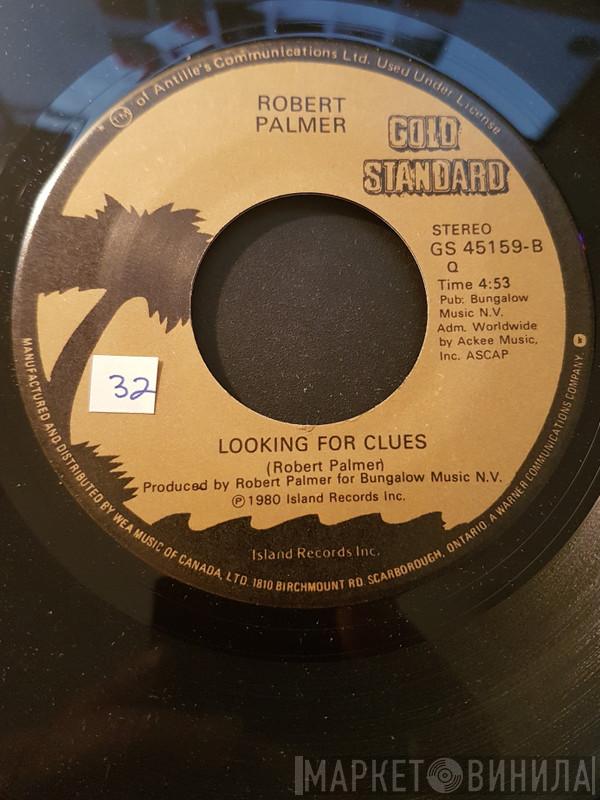 TM of Antille's Communications Ltd. Used Under License
ROBERT
PALMER
GOLD
STANDARD
STEREO
GS 45159-B
Q
Time 4:53
Pub: Bungalow
Music N.V.
Adm. Worldwide
by Ackee Music,
Inc. ASCAP
32
LOOKING FOR CLUES
(Robert Palmer)
Produced by Robert Palmer for Bungalow Music N.V.
℗ 1980 Island Records Inc.
Island Records Inc.
MANUFACTURED AND DISTRIBUTED BY WEA MUSIC OF CANADA, LTD. 1810 BIRCHMOUNT RD. SCARBOROUGH, ONTARIO. A WARNER COMMUNICATIONS COMPANY.
МАРКЕТ ВИНИЛА